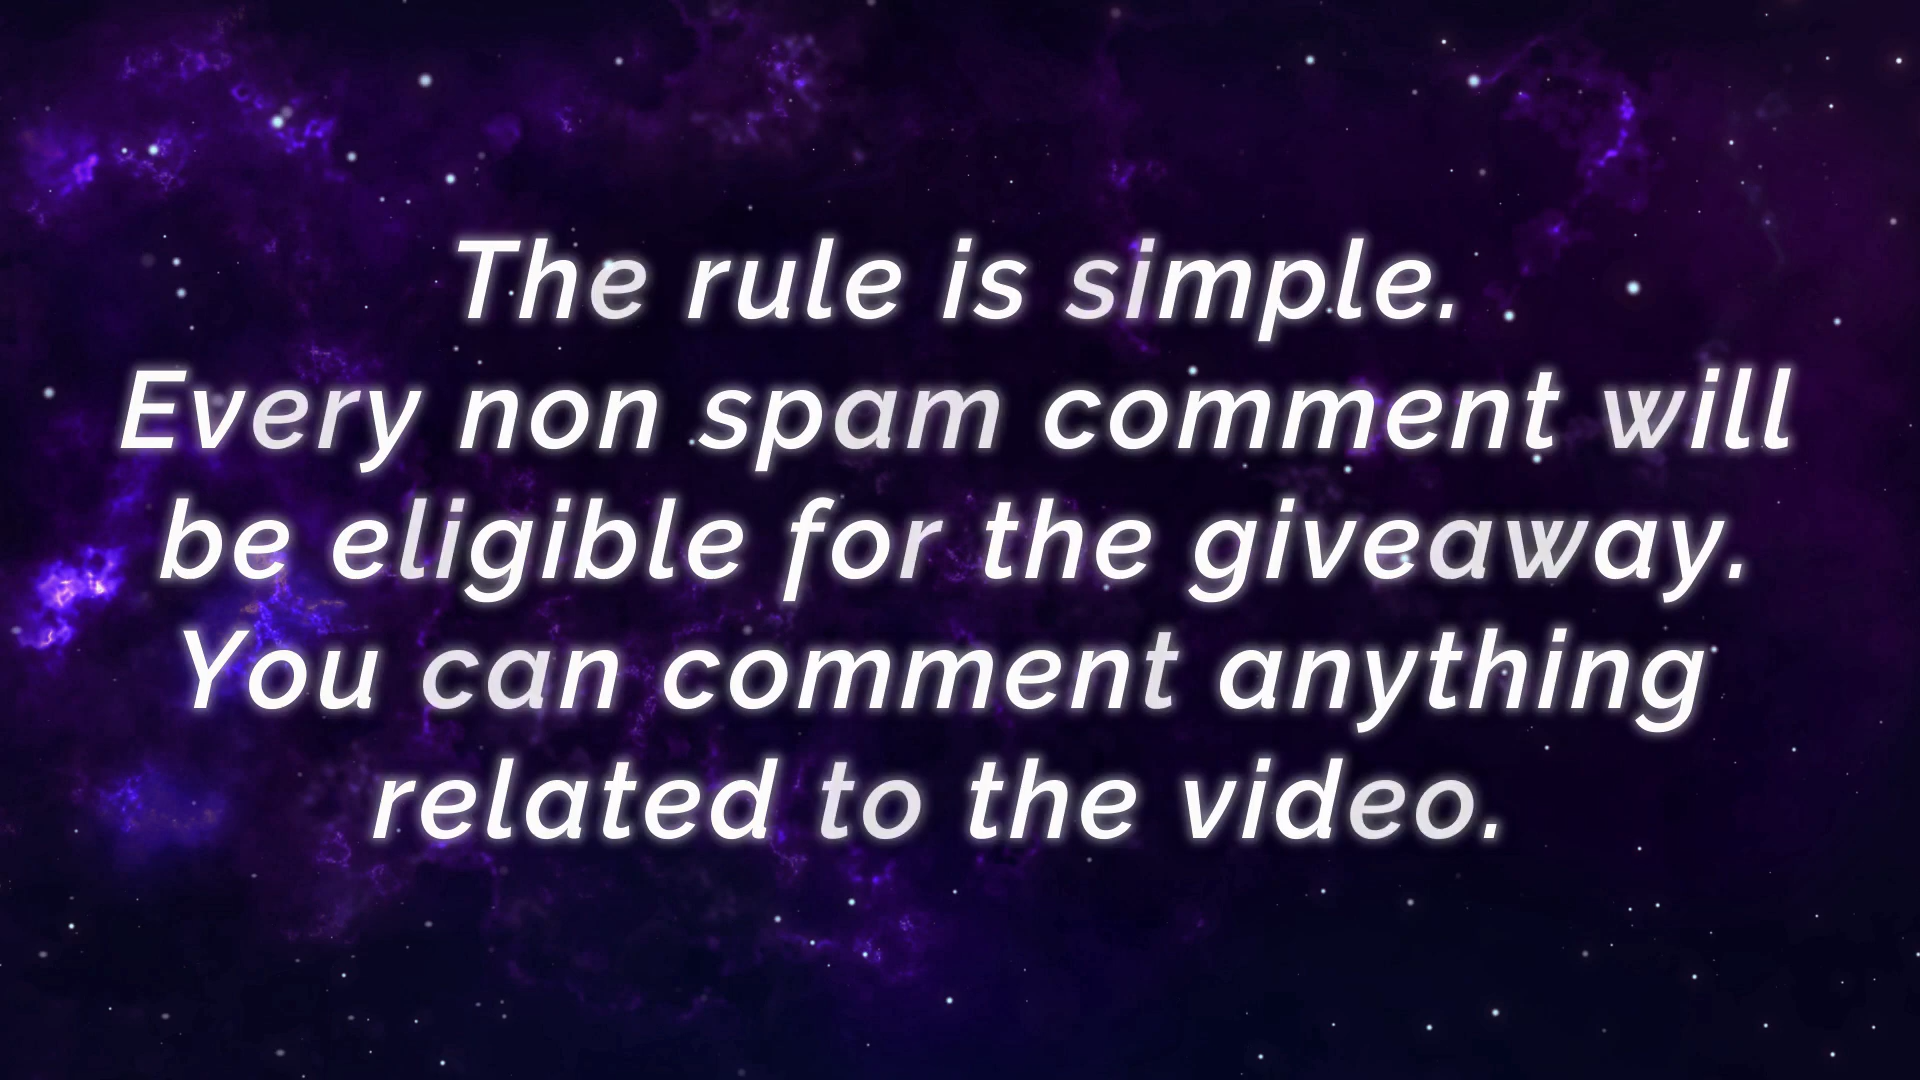 The rule is simple.
Every non spam comment will
be eligible for the giveaway.
You can comment anything
related to the video.